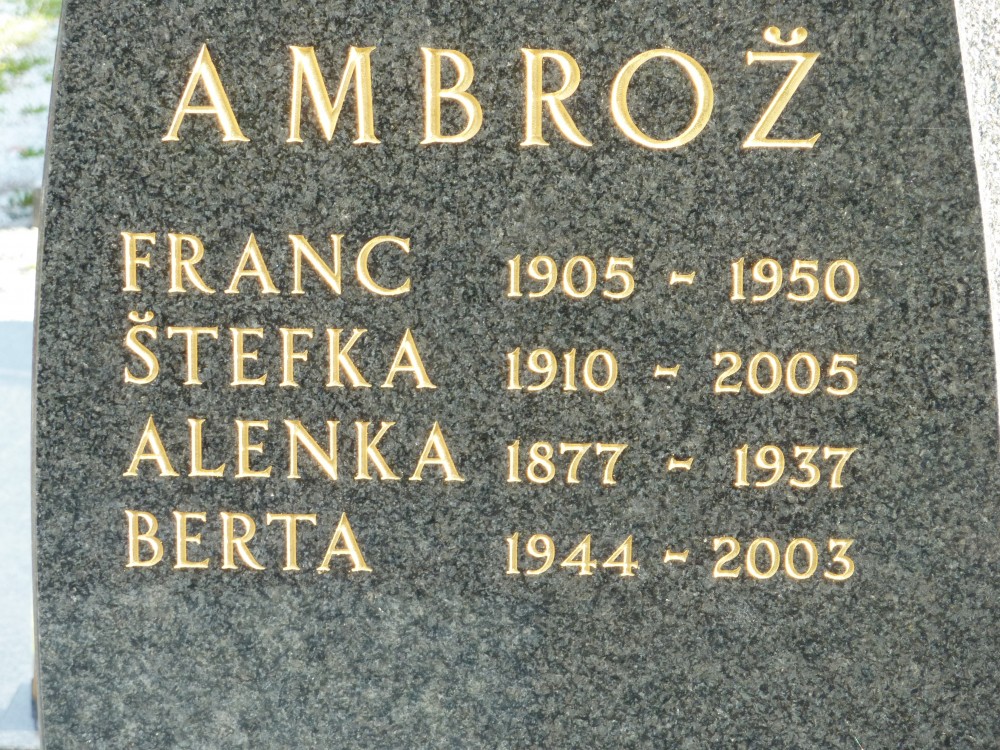 AMBROŽ
FRANC 1905 - 1950
ŠTEFKA 1910 - 2005
ALENKA 1877 - 1937
BERTA 1944 - 2003